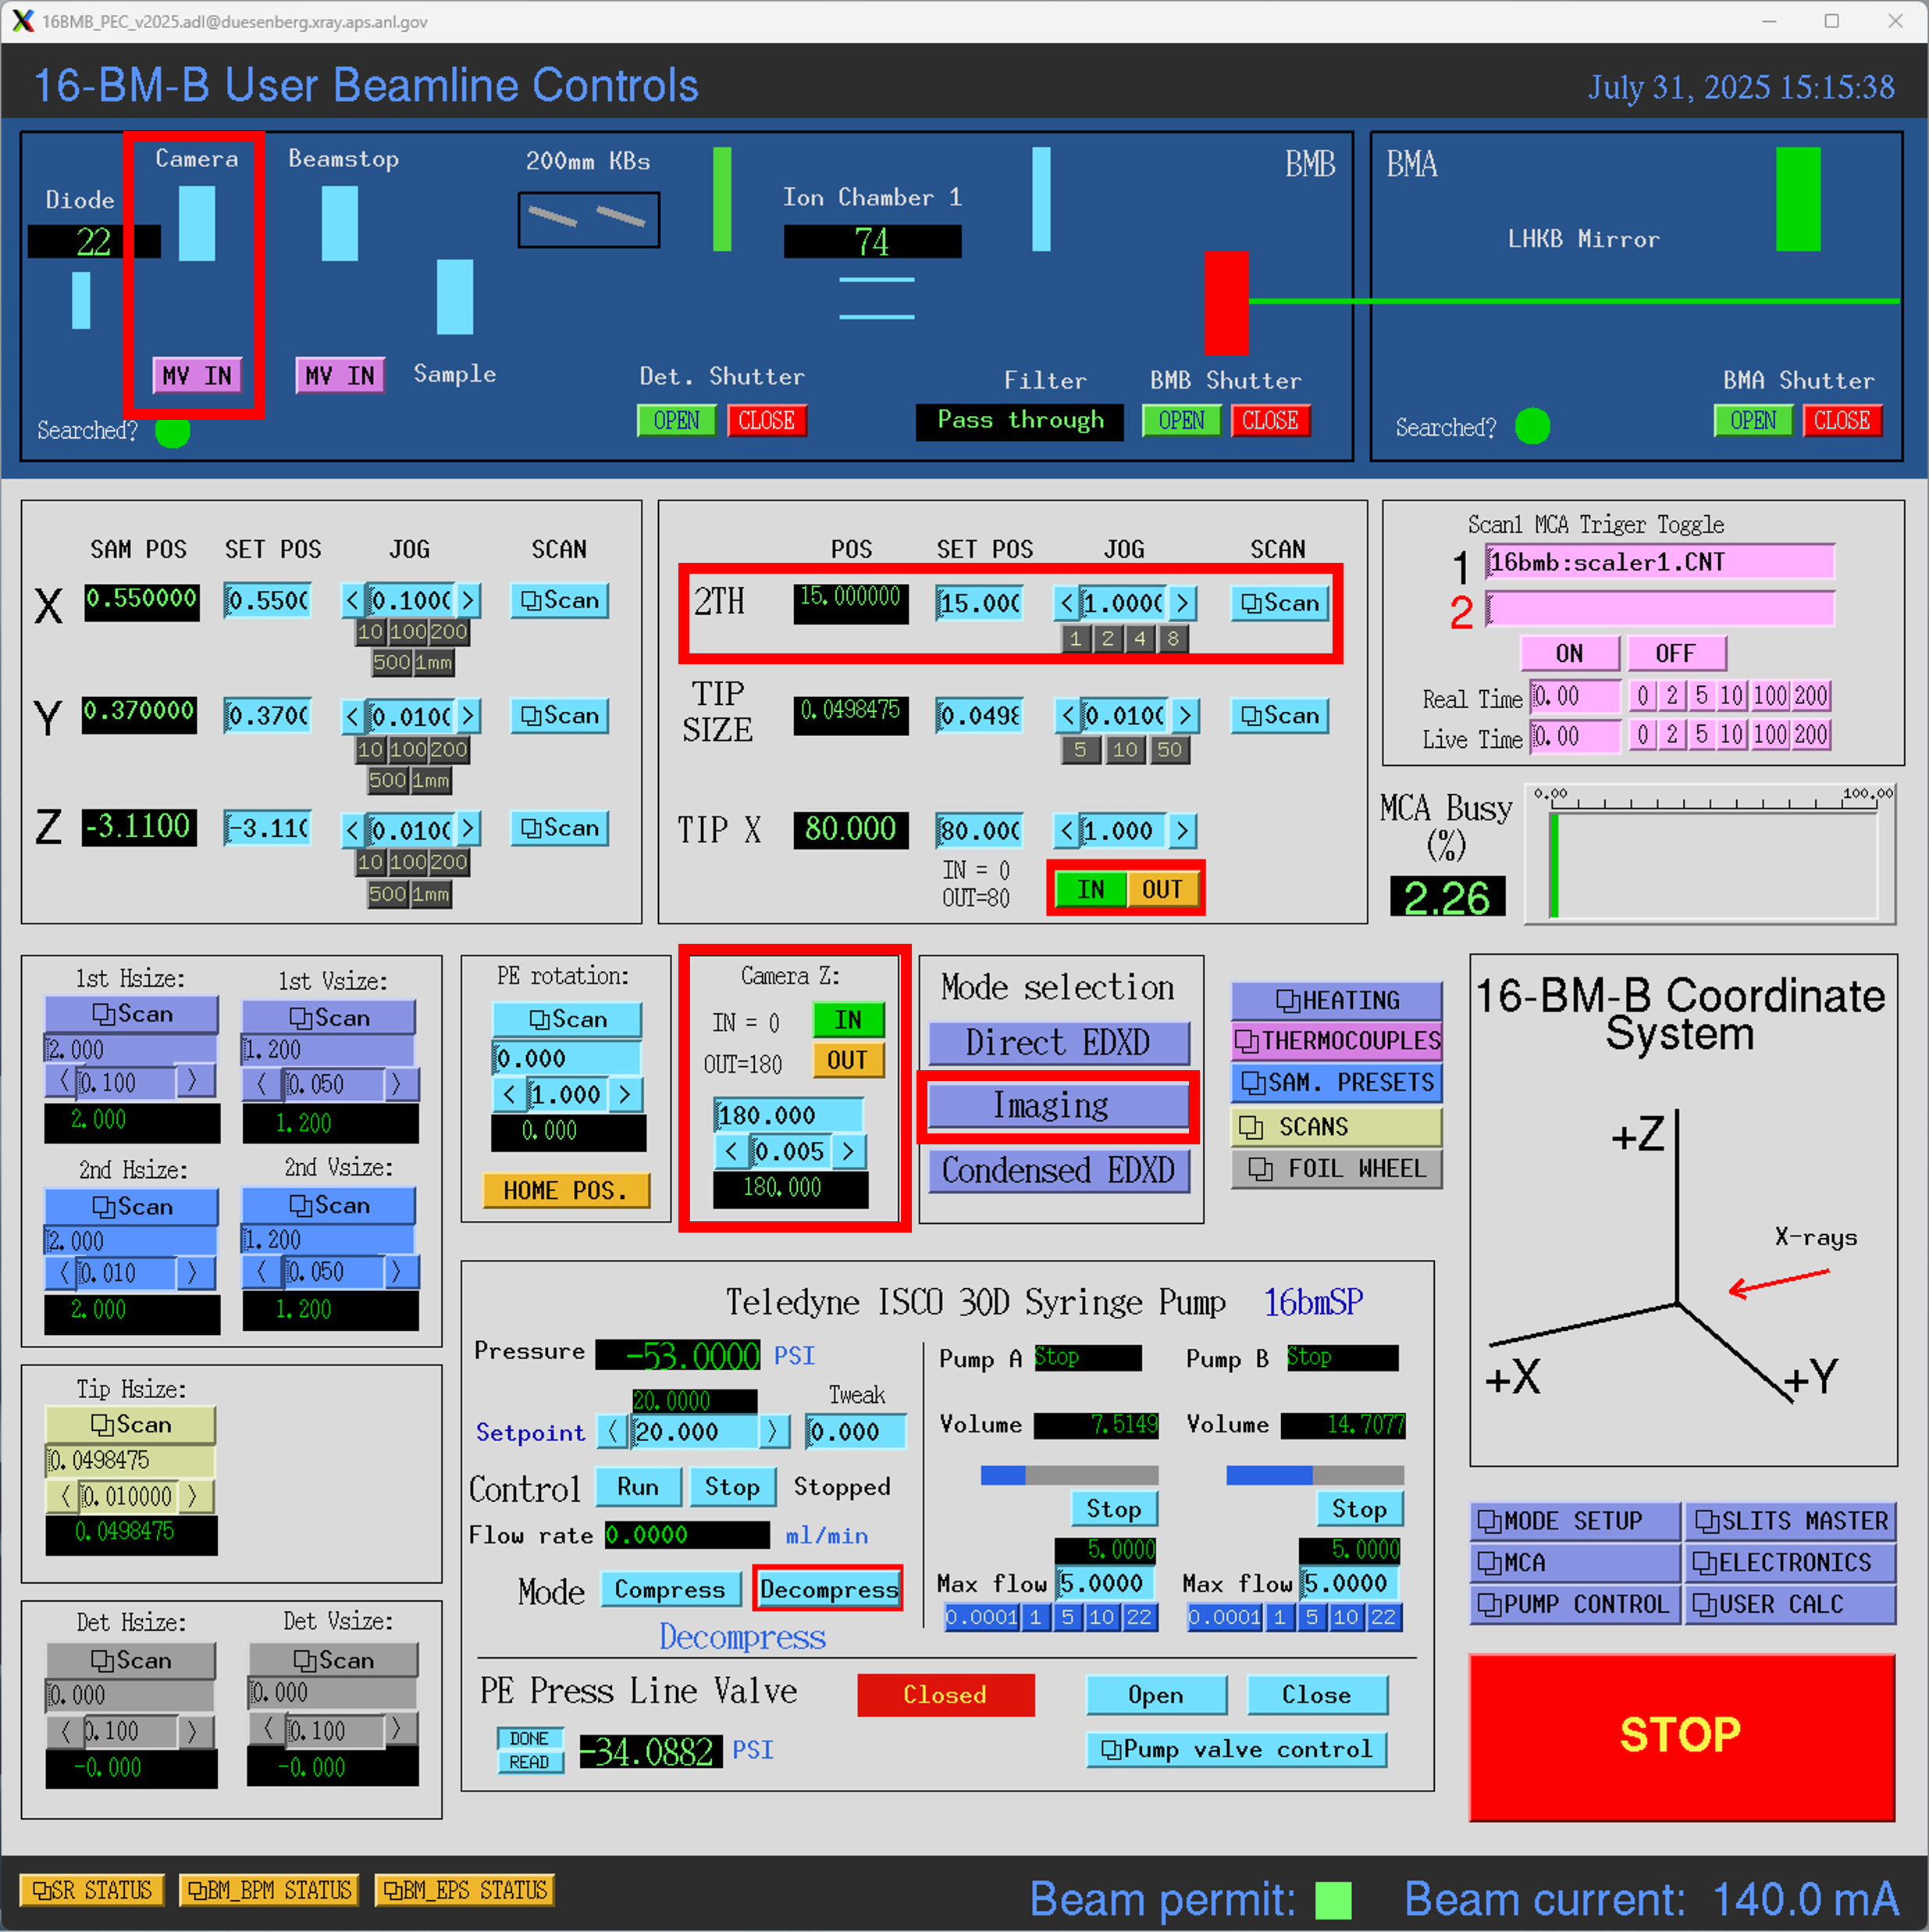 16BMB_PEC_v2025.adl@duesenberg.xray.aps.anl.gov
16-BM-B User Beamline Controls
July 31, 2025 15:15:38
Camera
Beamstop
200mm KBs
BMB
BMA
Diode
22
Ion Chamber 1
74
LHKB Mirror
MV IN
MV IN
Sample
Det. Shutter
OPEN
CLOSE
Filter
Pass through
BMB Shutter
OPEN
CLOSE
BMA Shutter
OPEN
CLOSE
Searched?
Searched?
SAM POS
SET POS
JOG
SCAN
X
0.550000
0.550(
<
0.100(
>
Scan
10 100 200
500 1mm
Y
0.370000
0.370(
<
0.010(
>
Scan
10 100 200
500 1mm
Z
-3.1100
-3.11(
<
0.010(
>
Scan
10 100 200
500 1mm
POS
SET POS
JOG
SCAN
2TH
15.000000
15.00(
<
1.000(
>
Scan
1 2 4 8
TIP
SIZE
0.0498475
0.0498
<
0.010(
>
Scan
5 10 50
TIP X
80.000
80.00(
<
1.000
>
IN = 0
OUT=80
IN
OUT
Scan1 MCA Triger Toggle
1
16bmb:scaler1.CNT
2
ON
OFF
Real Time
0.00
0 2 5 10 100 200
Live Time
0.00
0 2 5 10 100 200
MCA Busy
(%)
2.26
0.00
100.00
1st Hsize:
Scan
2.000
<
0.100
>
2.000
1st Vsize:
Scan
1.200
<
0.050
>
1.200
2nd Hsize:
Scan
2.000
<
0.010
>
2.000
2nd Vsize:
Scan
1.200
<
0.050
>
1.200
Tip Hsize:
Scan
0.0498475
<
0.010000
>
0.0498475
Det Hsize:
Scan
0.000
<
0.100
>
-0.000
Det Vsize:
Scan
0.000
<
0.100
>
-0.000
PE rotation:
Scan
0.000
<
1.000
>
0.000
HOME POS.
Camera Z:
IN = 0
IN
OUT=180
OUT
180.000
<
0.005
>
180.000
Mode selection
Direct EDXD
Imaging
Condensed EDXD
HEATING
THERMOCOUPLES
SAM. PRESETS
SCANS
FOIL WHEEL
16-BM-B Coordinate
System
+Z
X-rays
+X
+Y
Teledyne ISCO 30D Syringe Pump
16bmSP
Pressure
-53.0000
PSI
20.0000
Tweak
Setpoint
<
20.000
>
0.000
Control
Run
Stop
Stopped
Flow rate
0.0000
ml/min
Mode
Compress
Decompress
Decompress
Pump A
Stop
Volume
7.5149
Stop
5.0000
Max flow
5.0000
0.0001 1 5 10 22
Pump B
Stop
Volume
14.7077
Stop
5.0000
Max flow
5.0000
0.0001 1 5 10 22
PE Press Line Valve
Closed
Open
Close
DONE
READ
-34.0882
PSI
Pump valve control
MODE SETUP
SLITS MASTER
MCA
ELECTRONICS
PUMP CONTROL
USER CALC
STOP
SR STATUS
BM_BPM STATUS
BM_EPS STATUS
Beam permit:
Beam current: 140.0 mA